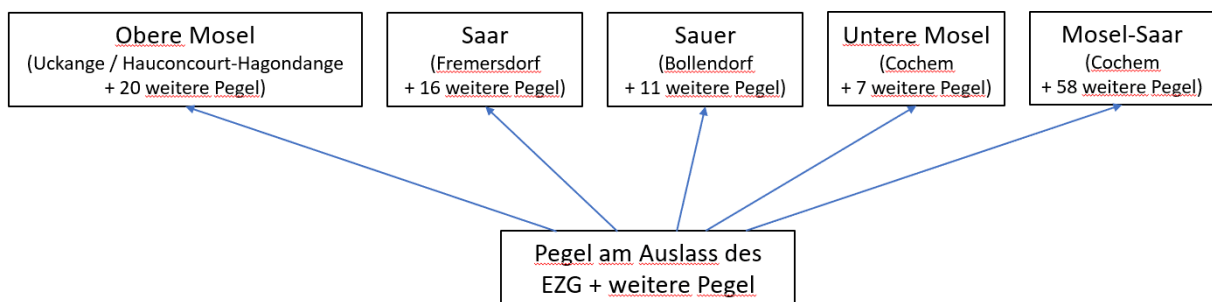 Obere Mosel
(Uckange / Hauconcourt-Hagondange
+ 20 weitere Pegel)
Saar
(Fremersdorf
+ 16 weitere Pegel)
Sauer
(Bollendorf
+ 11 weitere Pegel)
Untere Mosel
(Cochem
+ 7 weitere Pegel)
Mosel-Saar
(Cochem
+ 58 weitere Pegel)
Pegel am Auslass des
EZG + weitere Pegel